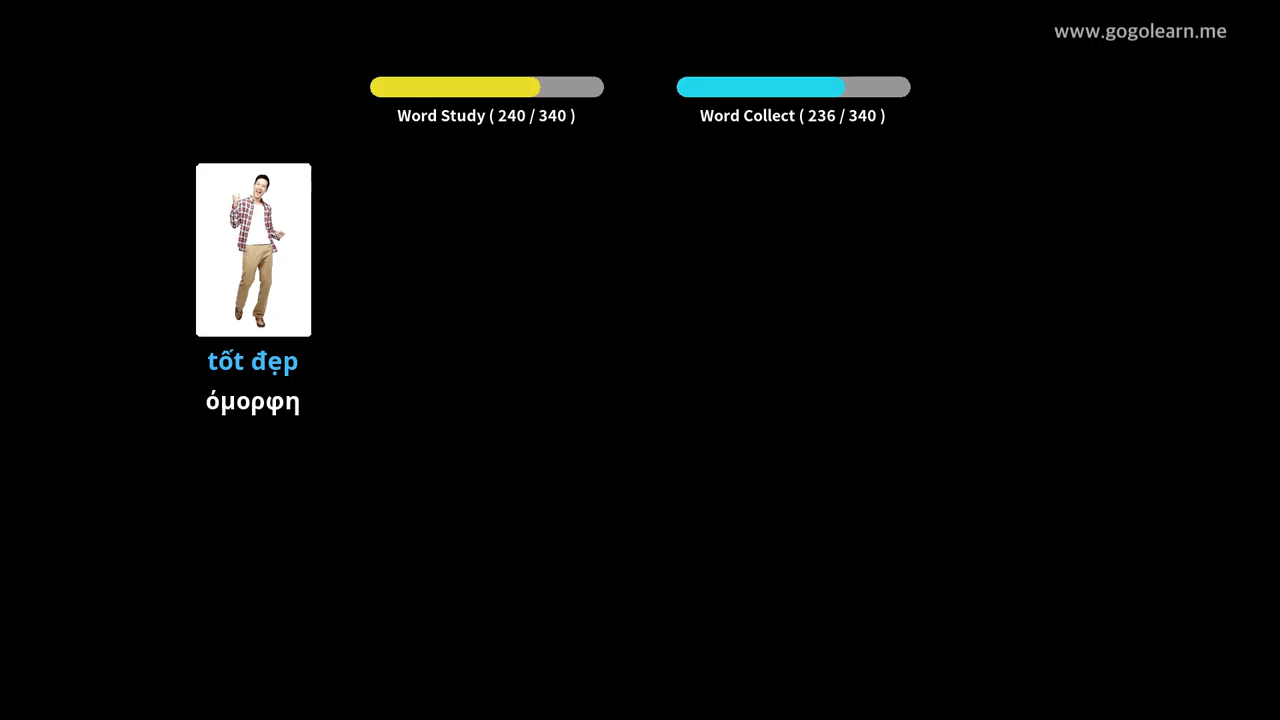 www.gogolearn.me
Word Study ( 240 / 340 )
Word Collect ( 236 / 340 )
tốt đẹp
όμορφη